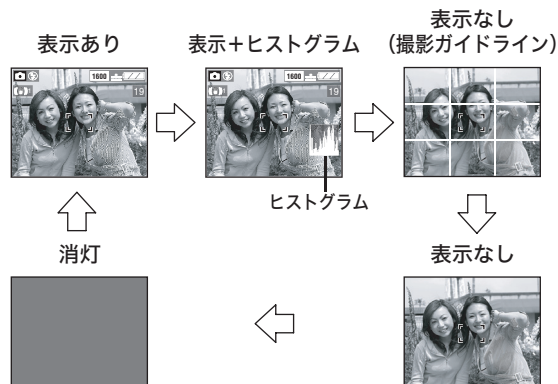 表示なし
表示あり
表示+ヒストグラム
(撮影ガイドライン)
1600
19
1600
19
ヒストグラム
消灯
表示なし